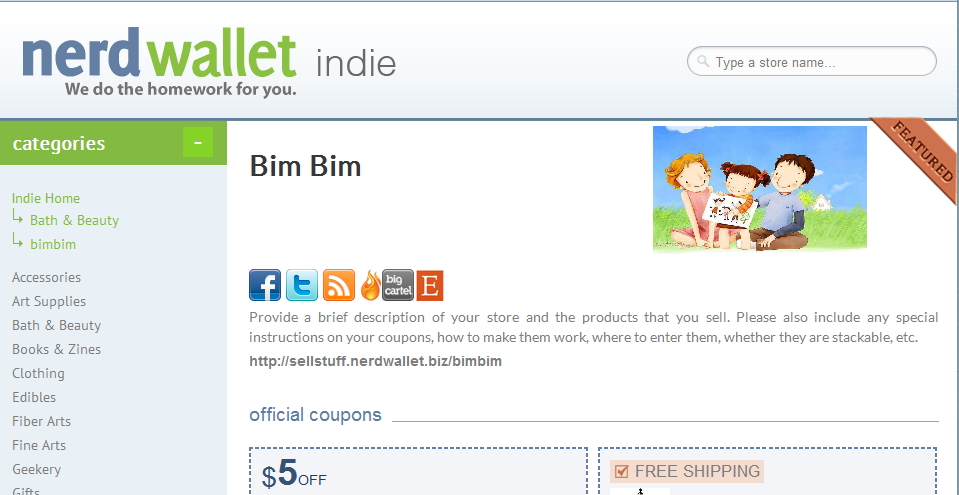 nerdwallet indie
We do the homework for you.
Type a store name...
FEATURED
categories
-
Indie Home
Bath & Beauty
bimbim
Accessories
Art Supplies
Bath & Beauty
Books & Zines
Clothing
Edibles
Fiber Arts
Fine Arts
Geekery
Gifts
Bim Bim
f
t
big
cartel
E
Provide a brief description of your store and the products that you sell. Please also include any special
instructions on your coupons, how to make them work, where to enter them, whether they are stackable, etc.
http://sellstuff.nerdwallet.biz/bimbim
official coupons
$5OFF
FREE SHIPPING